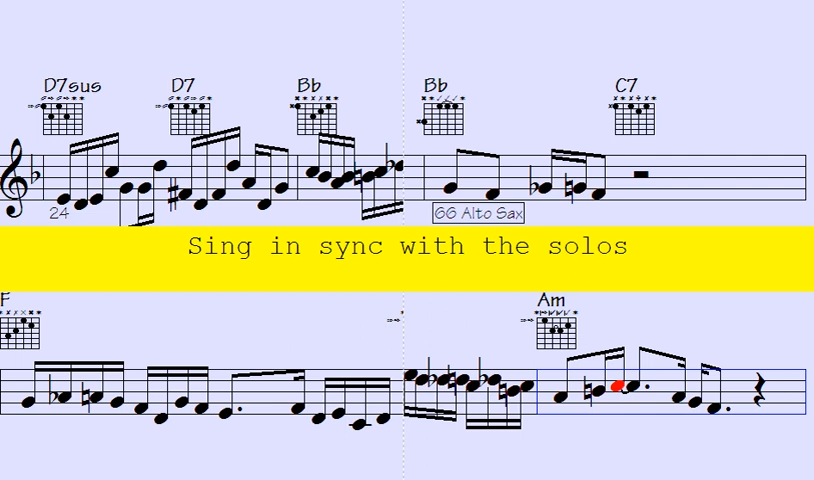 D7sus D7 Bb Bb C7
24 66 Alto Sax
Sing in sync with the solos
F Am